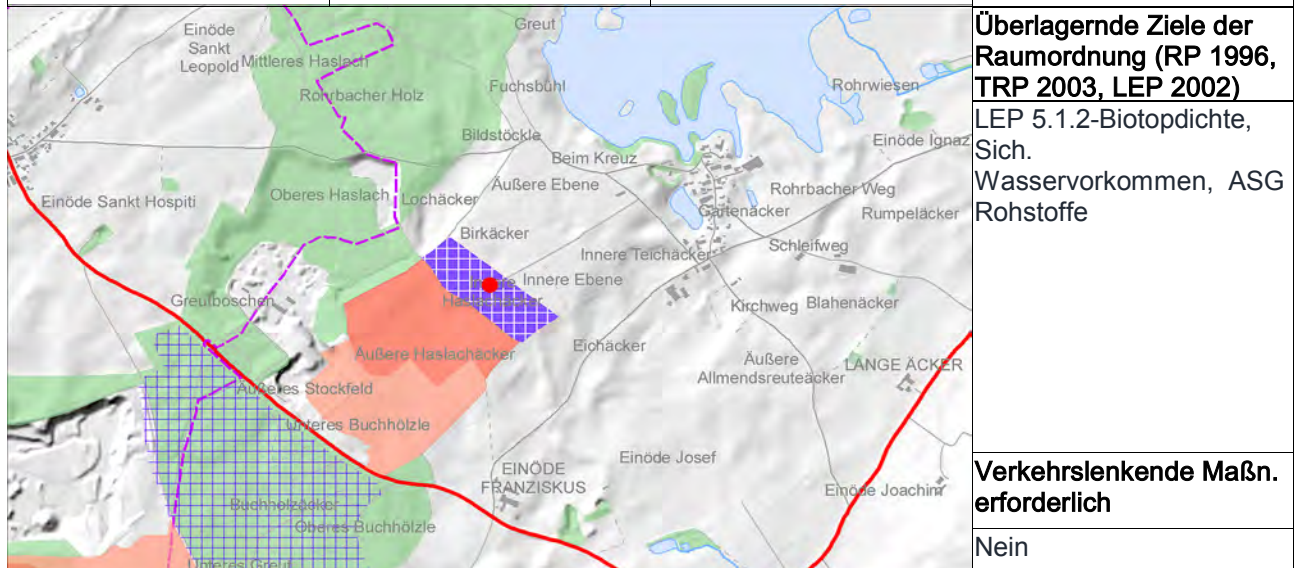 Einöde
Sankt
Leopold
Mittleres Haslach
Greut
Rohrbacher Holz
Fuchsbühl
Rohrwiesen
Bildstöckle
Beim Kreuz
Einöde Ignaz
Einöde Sankt Hospiti
Oberes Haslach
Lochäcker
Äußere Ebene
Rohrbacher Weg
Gartenäcker
Rumpeläcker
Birkäcker
Schleifweg
Innere Teichäcker
Innere Ebene
Greutböschen
Kirchweg
Blahenäcker
Äußere Haslachäcker
Eichäcker
Äußere
Allmendsreuteäcker
LANGE ÄCKER
Äußeres Stockfeld
Unteres Buchhölzle
EINÖDE
FRANZISKUS
Einöde Josef
Einöde Joachim
Buchholzäcker
Oberes Buchhölzle
Unteres Greut
Überlagernde Ziele der
Raumordnung (RP 1996,
TRP 2003, LEP 2002)
LEP 5.1.2-Biotopdichte,
Sich.
Wasservorkommen, ASG
Rohstoffe
Verkehrslenkende Maßn.
erforderlich
Nein